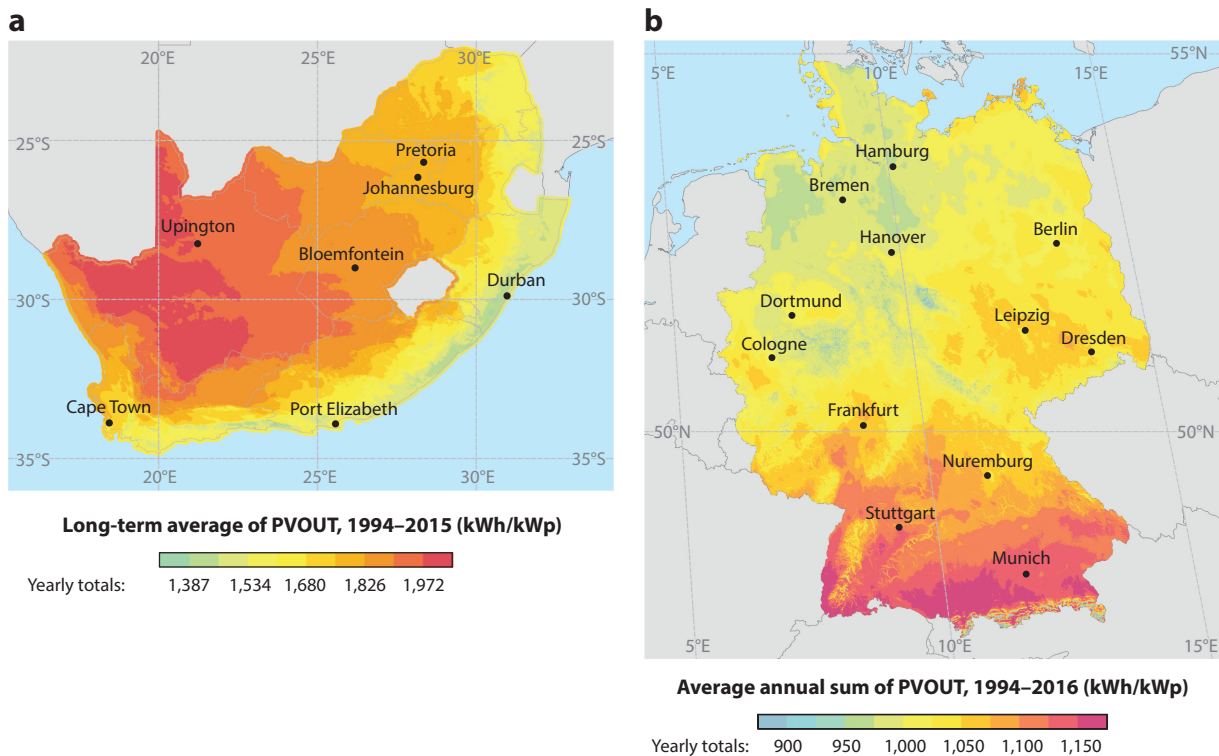 a
20°E
25°E
30°E
25°S
25°S
Pretoria
Johannesburg
Upington
Bloemfontein
Durban
30°S
30°S
Cape Town
Port Elizabeth
35°S
35°S
20°E
25°E
30°E
Long-term average of PVOUT, 1994–2015 (kWh/kWp)
Yearly totals: 1,387 1,534 1,680 1,826 1,972
b
5°E
10°E
15°E
55°N
Hamburg
Bremen
Hanover
Berlin
Dortmund
Leipzig
Cologne
Dresden
Frankfurt
50°N
50°N
Nuremburg
Stuttgart
Munich
5°E
10°E
15°E
Average annual sum of PVOUT, 1994–2016 (kWh/kWp)
Yearly totals: 900 950 1,000 1,050 1,100 1,150